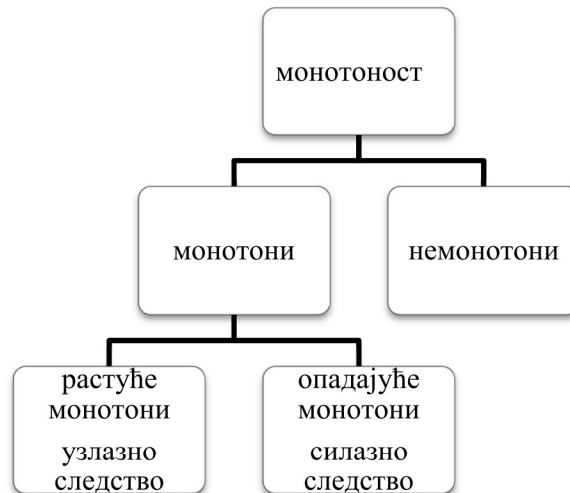 монотоност
монотони
немонотони
растуће
монотони
узлазно
следство
опадајуће
монотони
силазно
следство